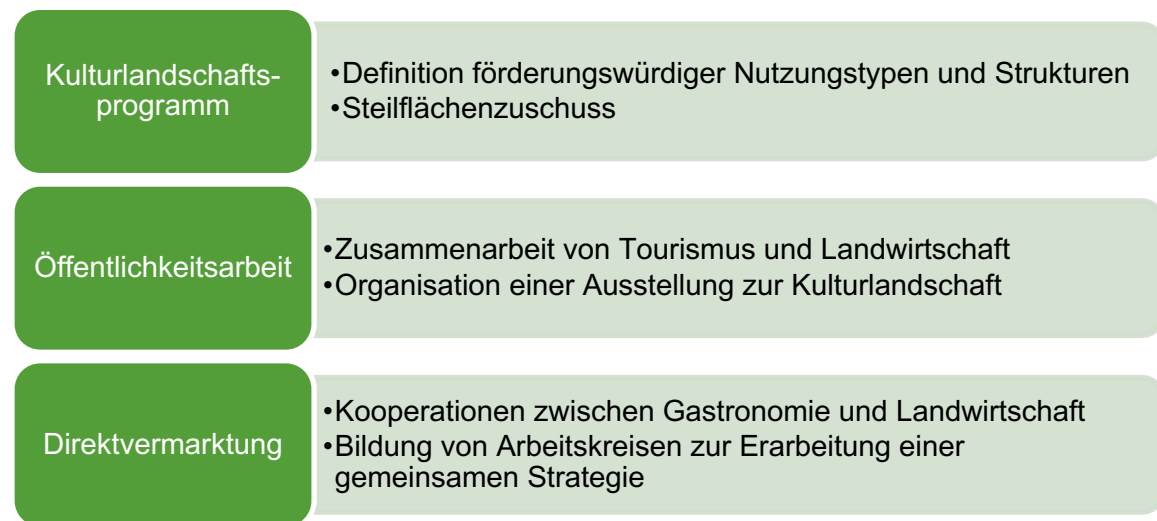 Kulturlandschafts-
programm
•Definition förderungswürdiger Nutzungstypen und Strukturen
•Steilflächenzuschuss
Öffentlichkeitsarbeit
•Zusammenarbeit von Tourismus und Landwirtschaft
•Organisation einer Ausstellung zur Kulturlandschaft
Direktvermarktung
•Kooperationen zwischen Gastronomie und Landwirtschaft
•Bildung von Arbeitskreisen zur Erarbeitung einer
gemeinsamen Strategie